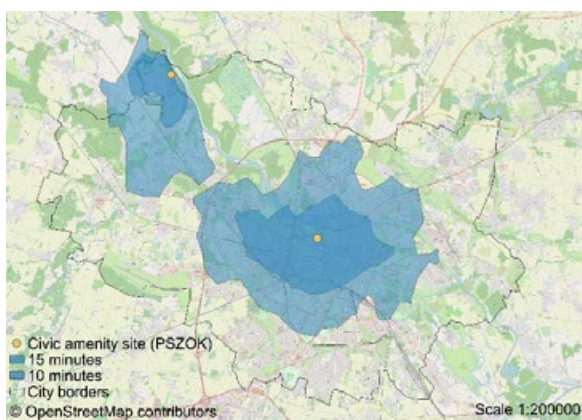 Civic amenity site (PSZOK)
15 minutes
10 minutes
City borders
© OpenStreetMap contributors
Scale 1:200000